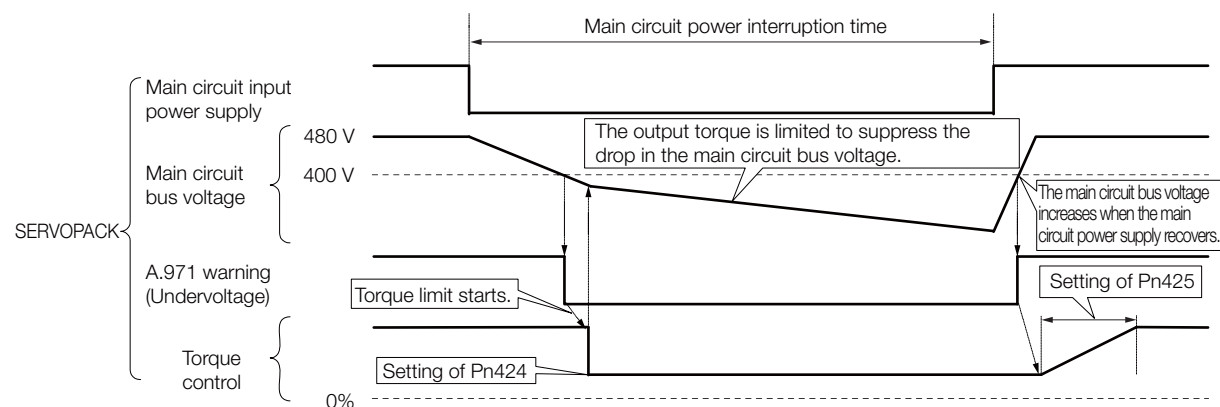 Main circuit power interruption time
Main circuit input
power supply
480 V
The output torque is limited to suppress the
drop in the main circuit bus voltage.
Main circuit
bus voltage
400 V
The main circuit bus voltage
increases when the main
circuit power supply recovers.
SERVOPACK
A.971 warning
(Undervoltage)
Torque limit starts.
Setting of Pn425
Torque
control
Setting of Pn424
0%